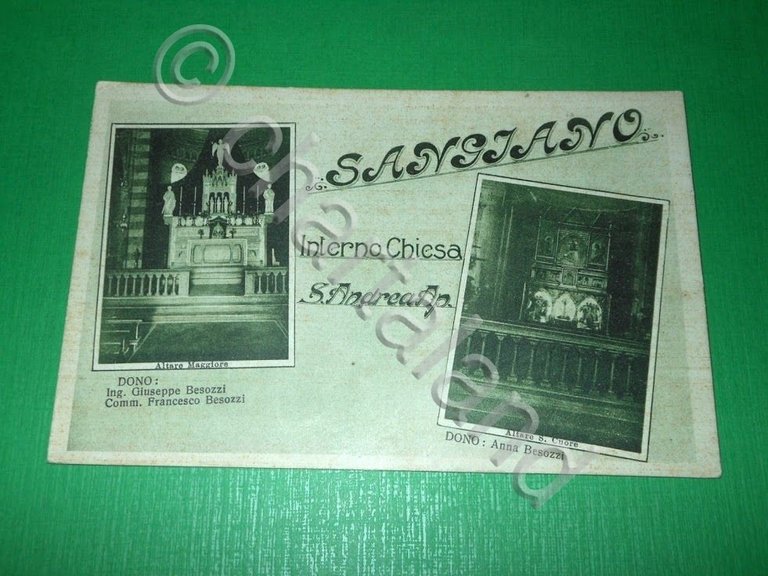 SANGIANO
Interno Chiesa
S. Andrea Ap.
Altare Maggiore
DONO:
Ing. Giuseppe Besozzi
Comm. Francesco Besozzi
Altare S. Cuore
DONO: Anna Besozzi
© chartaland